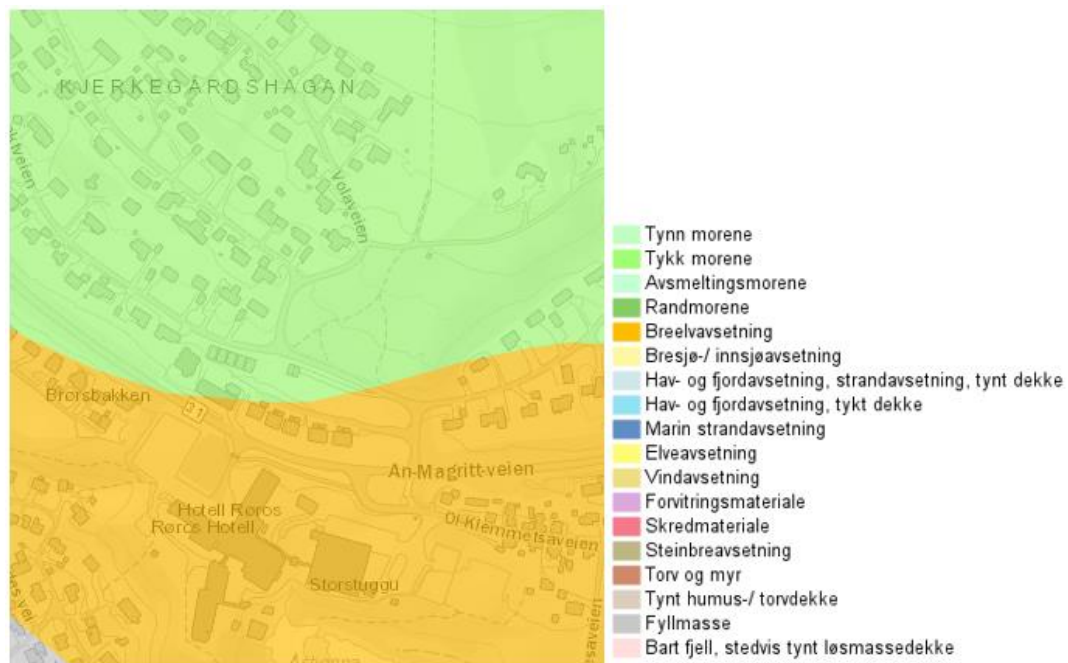 KJERKEGARDSHAGAN
Volaveien
Brørsbakken
31
An-Magritt-veien
Hotell Røros
Røros Hotell
Ol-Klemmetsaveien
Storstuggu
Tynn morene
Tykk morene
Avsmeltingsmorene
Randmorene
Breelvavsetning
Bresjø-/ innsjøavsetning
Hav- og fjordavsetning, strandavsetning, tynt dekke
Hav- og fjordavsetning, tykt dekke
Marin strandavsetning
Elveavsetning
Vindavsetning
Forvitringsmateriale
Skredmateriale
Steinbreavsetning
Torv og myr
Tynt humus-/ torvdekke
Fyllmasse
Bart fjell, stedvis tynt løsmassedekke